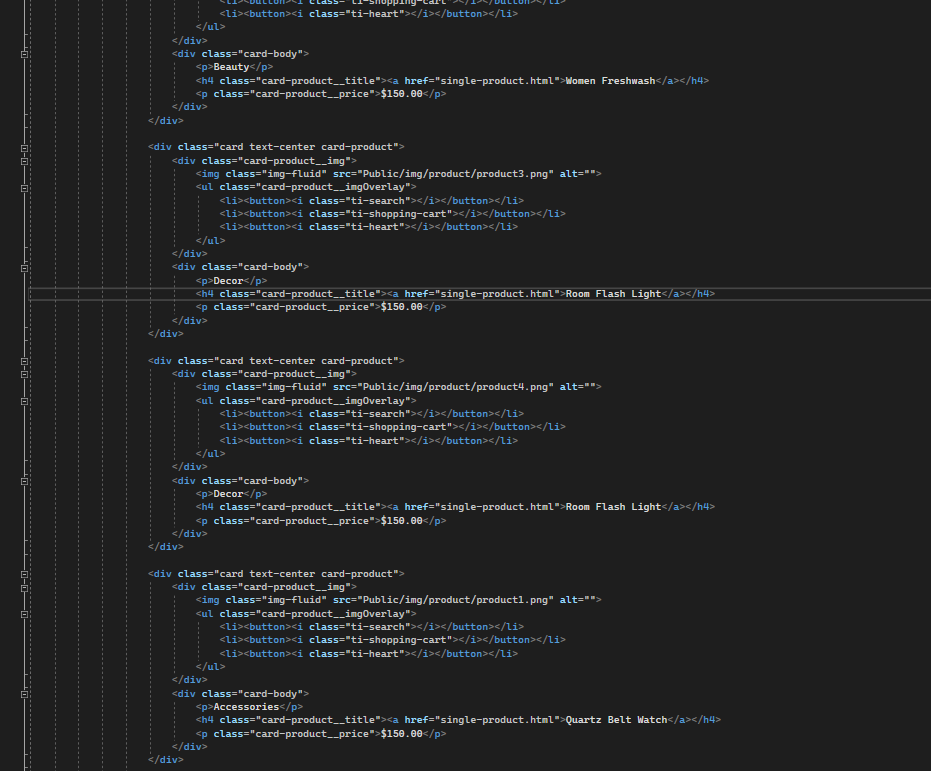 <li><button><i class="ti-shopping-cart"></i></button></li>
<li><button><i class="ti-heart"></i></button></li>
</ul>
</div>
<div class="card-body">
<p>Beauty</p>
<h4 class="card-product__title"><a href="single-product.html">Women Freshwash</a></h4>
<p class="card-product__price">$150.00</p>
</div>
</div>
<div class="card text-center card-product">
<div class="card-product__img">
<img class="img-fluid" src="Public/img/product/product3.png" alt="">
<ul class="card-product__imgOverlay">
<li><button><i class="ti-search"></i></button></li>
<li><button><i class="ti-shopping-cart"></i></button></li>
<li><button><i class="ti-heart"></i></button></li>
</ul>
</div>
<div class="card-body">
<p>Decor</p>
<h4 class="card-product__title"><a href="single-product.html">Room Flash Light</a></h4>
<p class="card-product__price">$150.00</p>
</div>
</div>
<div class="card text-center card-product">
<div class="card-product__img">
<img class="img-fluid" src="Public/img/product/product4.png" alt="">
<ul class="card-product__imgOverlay">
<li><button><i class="ti-search"></i></button></li>
<li><button><i class="ti-shopping-cart"></i></button></li>
<li><button><i class="ti-heart"></i></button></li>
</ul>
</div>
<div class="card-body">
<p>Decor</p>
<h4 class="card-product__title"><a href="single-product.html">Room Flash Light</a></h4>
<p class="card-product__price">$150.00</p>
</div>
</div>
<div class="card text-center card-product">
<div class="card-product__img">
<img class="img-fluid" src="Public/img/product/product1.png" alt="">
<ul class="card-product__imgOverlay">
<li><button><i class="ti-search"></i></button></li>
<li><button><i class="ti-shopping-cart"></i></button></li>
<li><button><i class="ti-heart"></i></button></li>
</ul>
</div>
<div class="card-body">
<p>Accessories</p>
<h4 class="card-product__title"><a href="single-product.html">Quartz Belt Watch</a></h4>
<p class="card-product__price">$150.00</p>
</div>
</div>